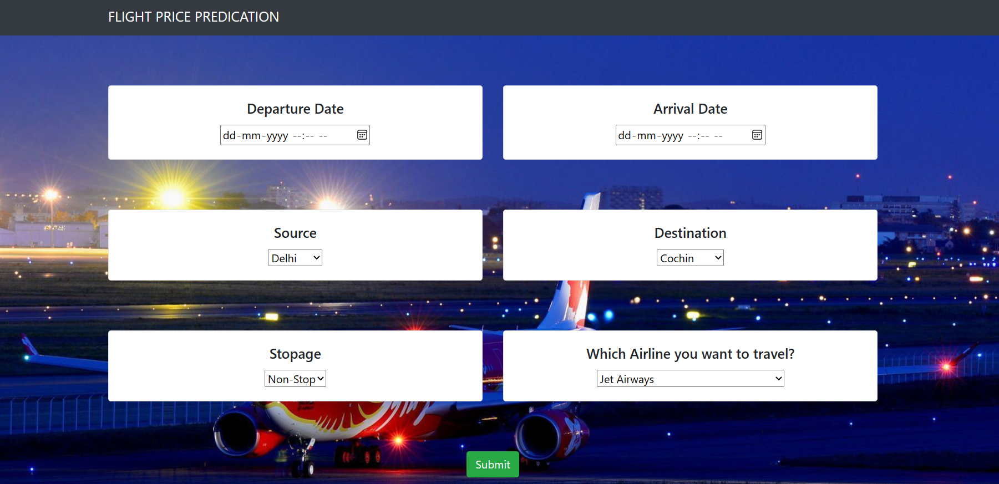 FLIGHT PRICE PREDICATION
Departure Date
dd-mm-yyyy --:-- --
Arrival Date
dd-mm-yyyy --:-- --
Source
Delhi
Destination
Cochin
Stopage
Non-Stop
Which Airline you want to travel?
Jet Airways
Submit